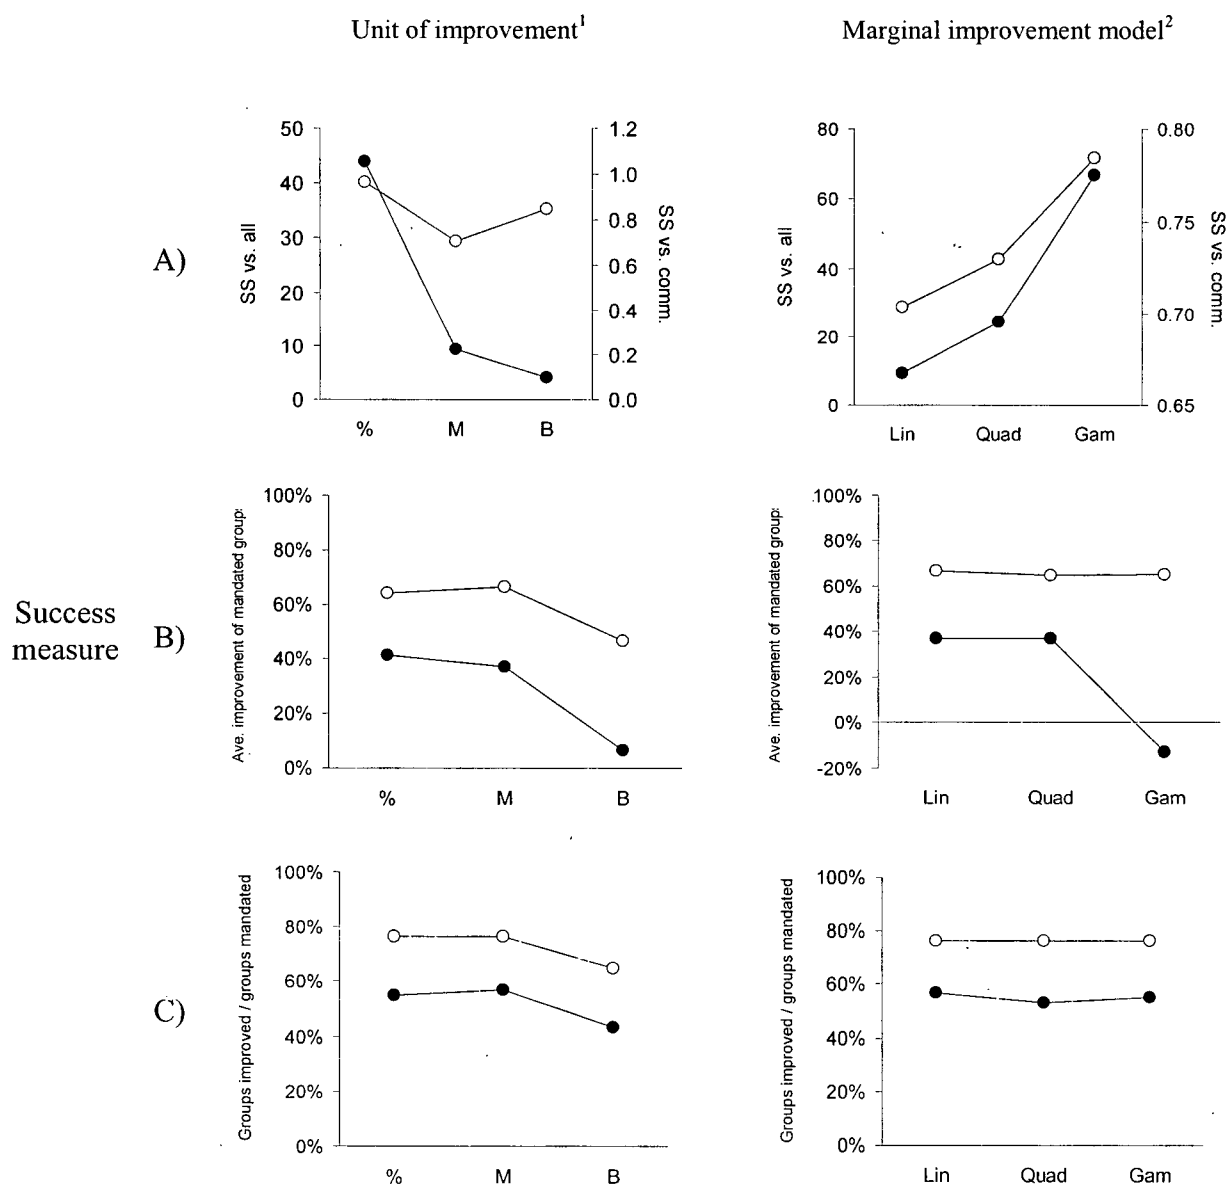 Unit of improvement¹
Marginal improvement model²
Success
measure
A)
SS vs. all
50
40
30
20
10
0
SS vs. comm.
1.2
1.0
0.8
0.6
0.4
0.2
0.0
% M B
SS vs. all
80
60
40
20
0
SS vs. comm.
0.80
0.75
0.70
0.65
Lin Quad Gam
B)
Ave. improvement of mandated groups
100%
80%
60%
40%
20%
0%
% M B
Ave. improvement of mandated groups
100%
80%
60%
40%
20%
0%
-20%
Lin Quad Gam
C)
Groups improved / groups mandated
100%
80%
60%
40%
20%
0%
% M B
Groups improved / groups mandated
100%
80%
60%
40%
20%
0%
Lin Quad Gam